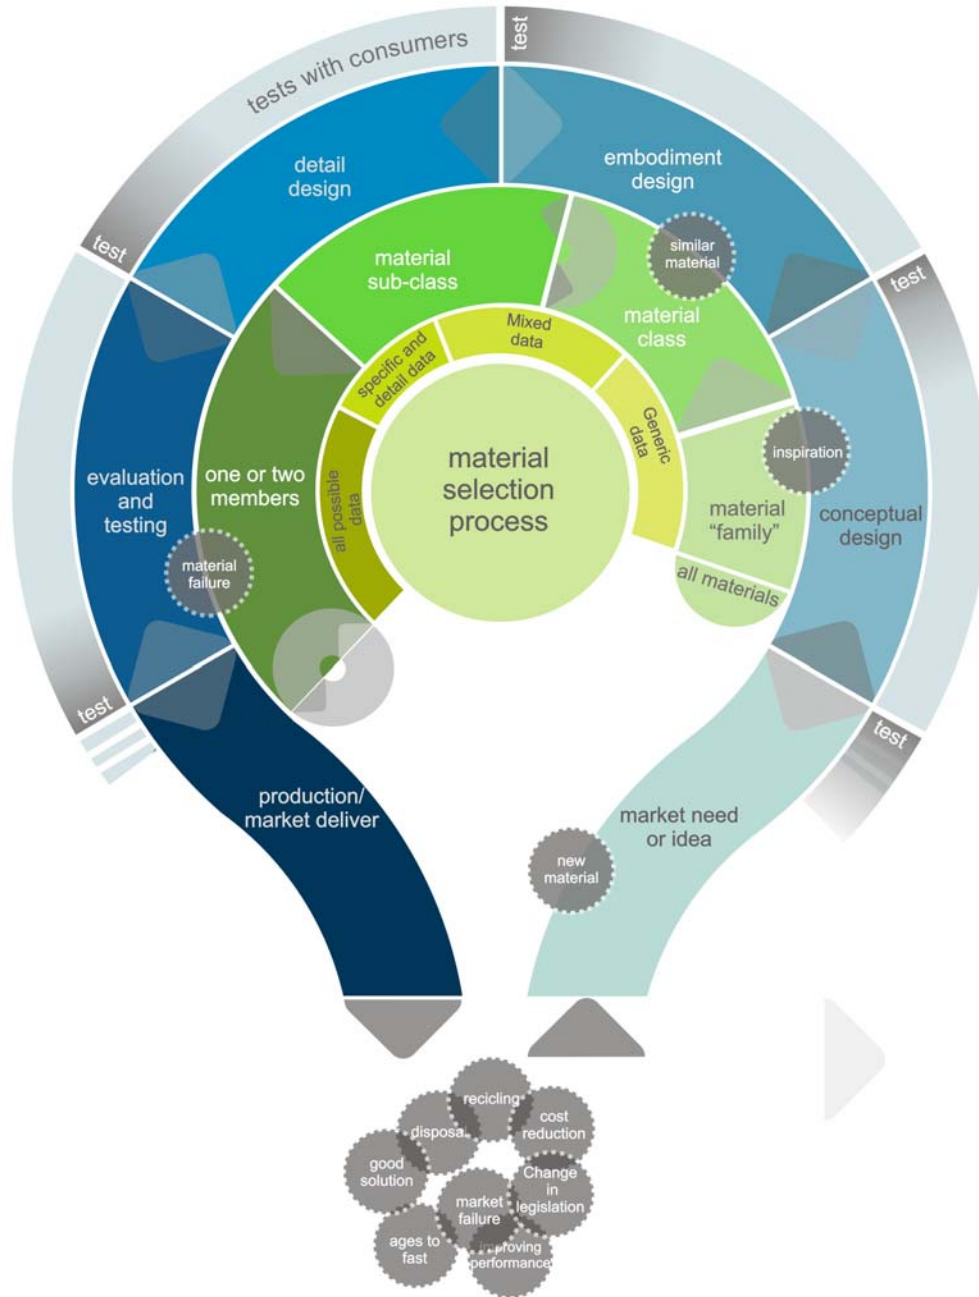 tests with consumers
test
detail
design
embodiment
design
similar
material
material
sub-class
material
class
test
test
Mixed
data
specific and
detail data
Generic
data
all possible
data
material
selection
process
inspiration
material
"family"
all materials
conceptual
design
one or two
members
evaluation
and
testing
material
failure
test
test
production/
market deliver
market need
or idea
new
material
recicling
cost
reduction
disposal
good
solution
Change
in
legislation
market
failure
ages to
fast
improving
performance